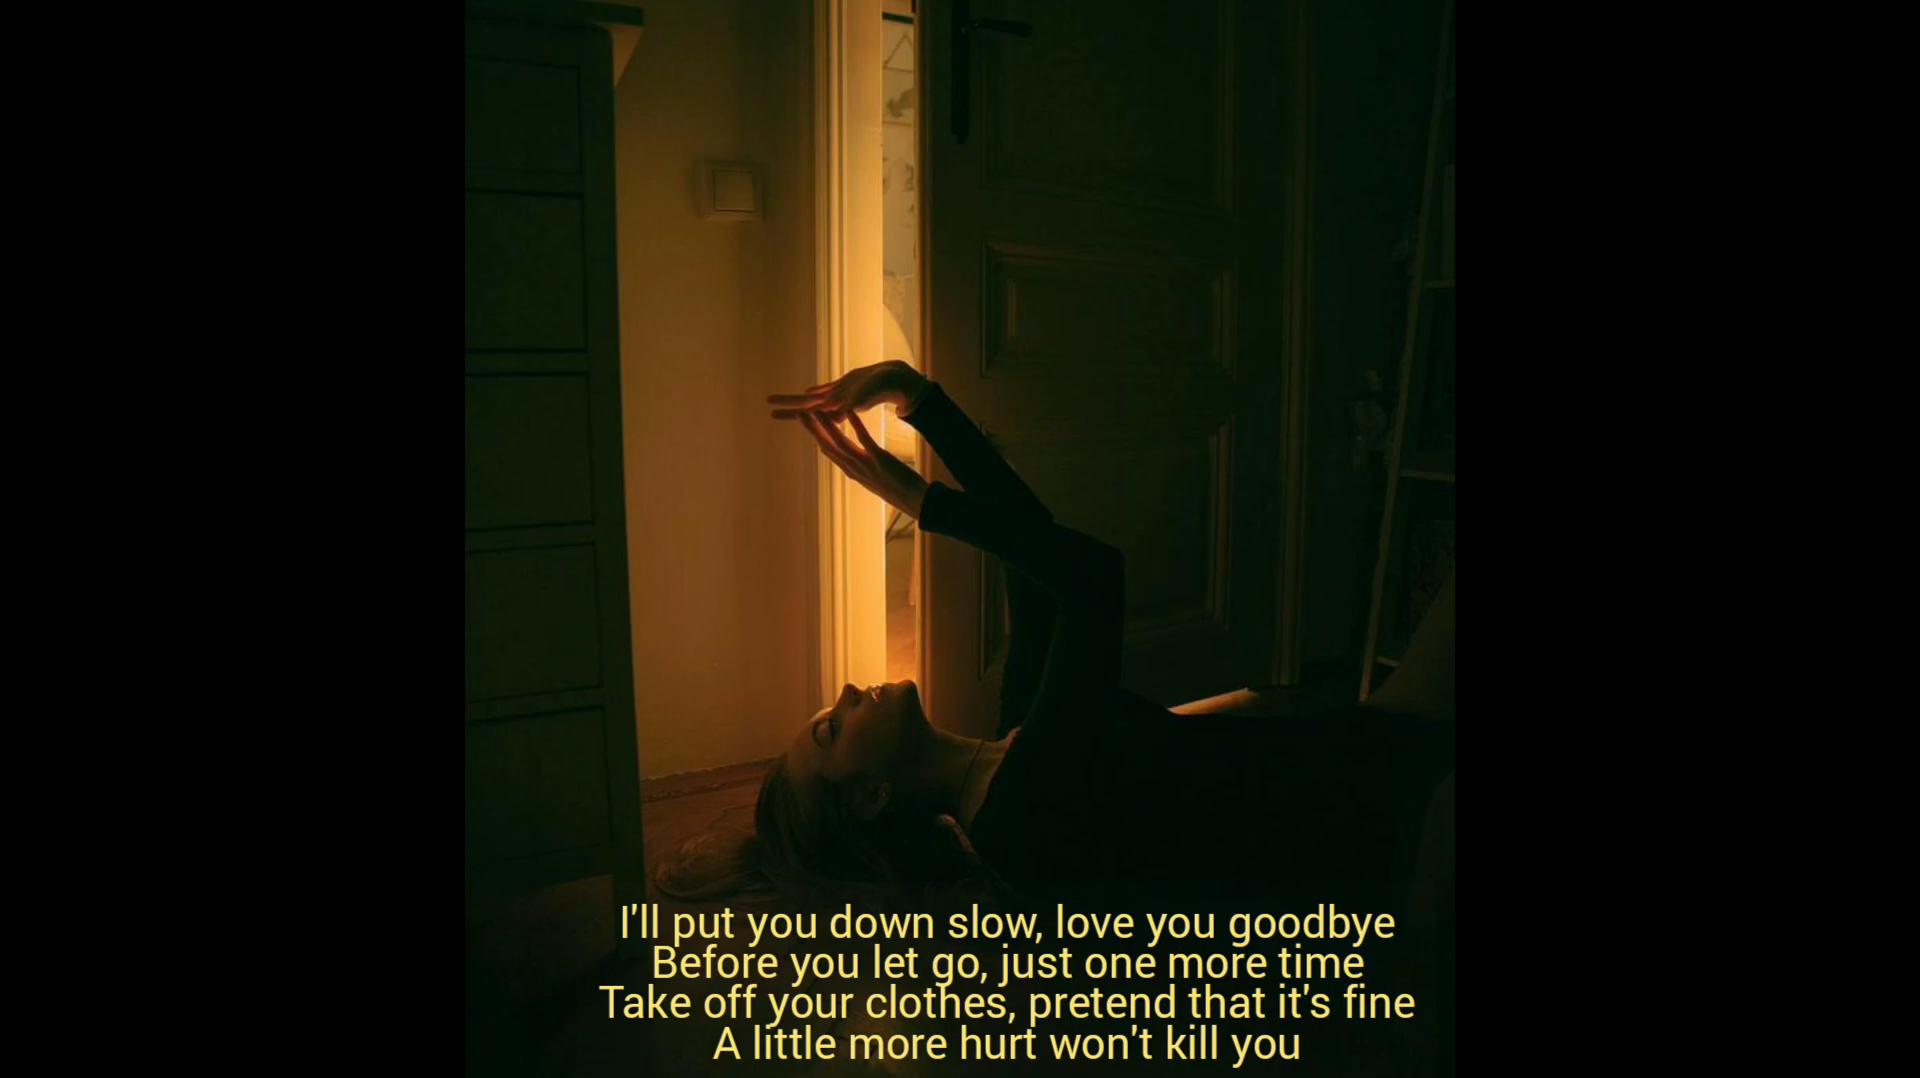 I'll put you down slow, love you goodbye
Before you let go, just one more time
Take off your clothes, pretend that it's fine
A little more hurt won't kill you